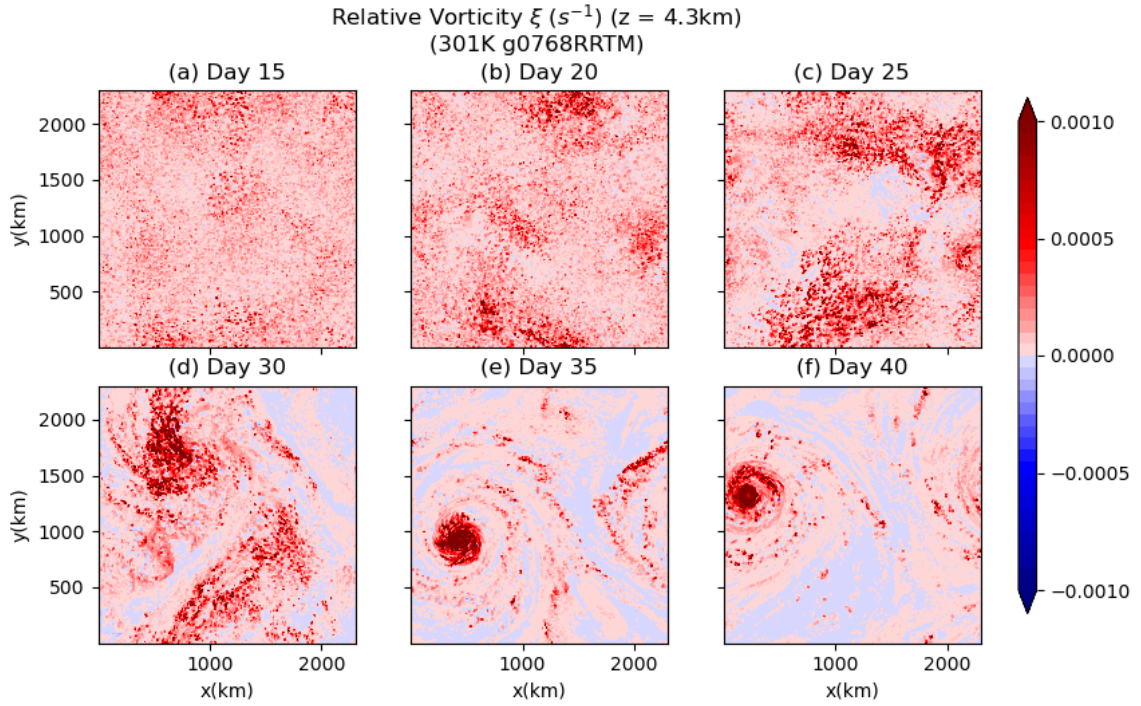 Relative Vorticity ξ (s⁻¹) (z = 4.3km)
(301K g0768RRTM)
(a) Day 15
(b) Day 20
(c) Day 25
y(km)
2000
1500
1000
500
(d) Day 30
(e) Day 35
(f) Day 40
y(km)
2000
1500
1000
500
1000 2000
1000 2000
1000 2000
x(km)
x(km)
x(km)
0.0010
0.0005
0.0000
−0.0005
−0.0010